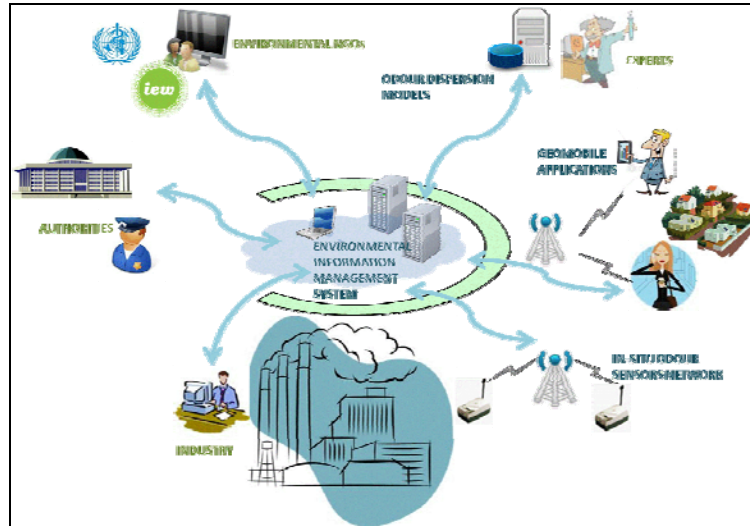 ENVIRONMENTAL NGOs
iew
ODOUR DISPERSION
MODELS
EXPERTS
GEOMOBILE
APPLICATIONS
AUTHORITIES
ENVIRONMENTAL
INFORMATION
MANAGEMENT
SYSTEM
IN-SITU ODOUR
SENSORS NETWORK
INDUSTRY